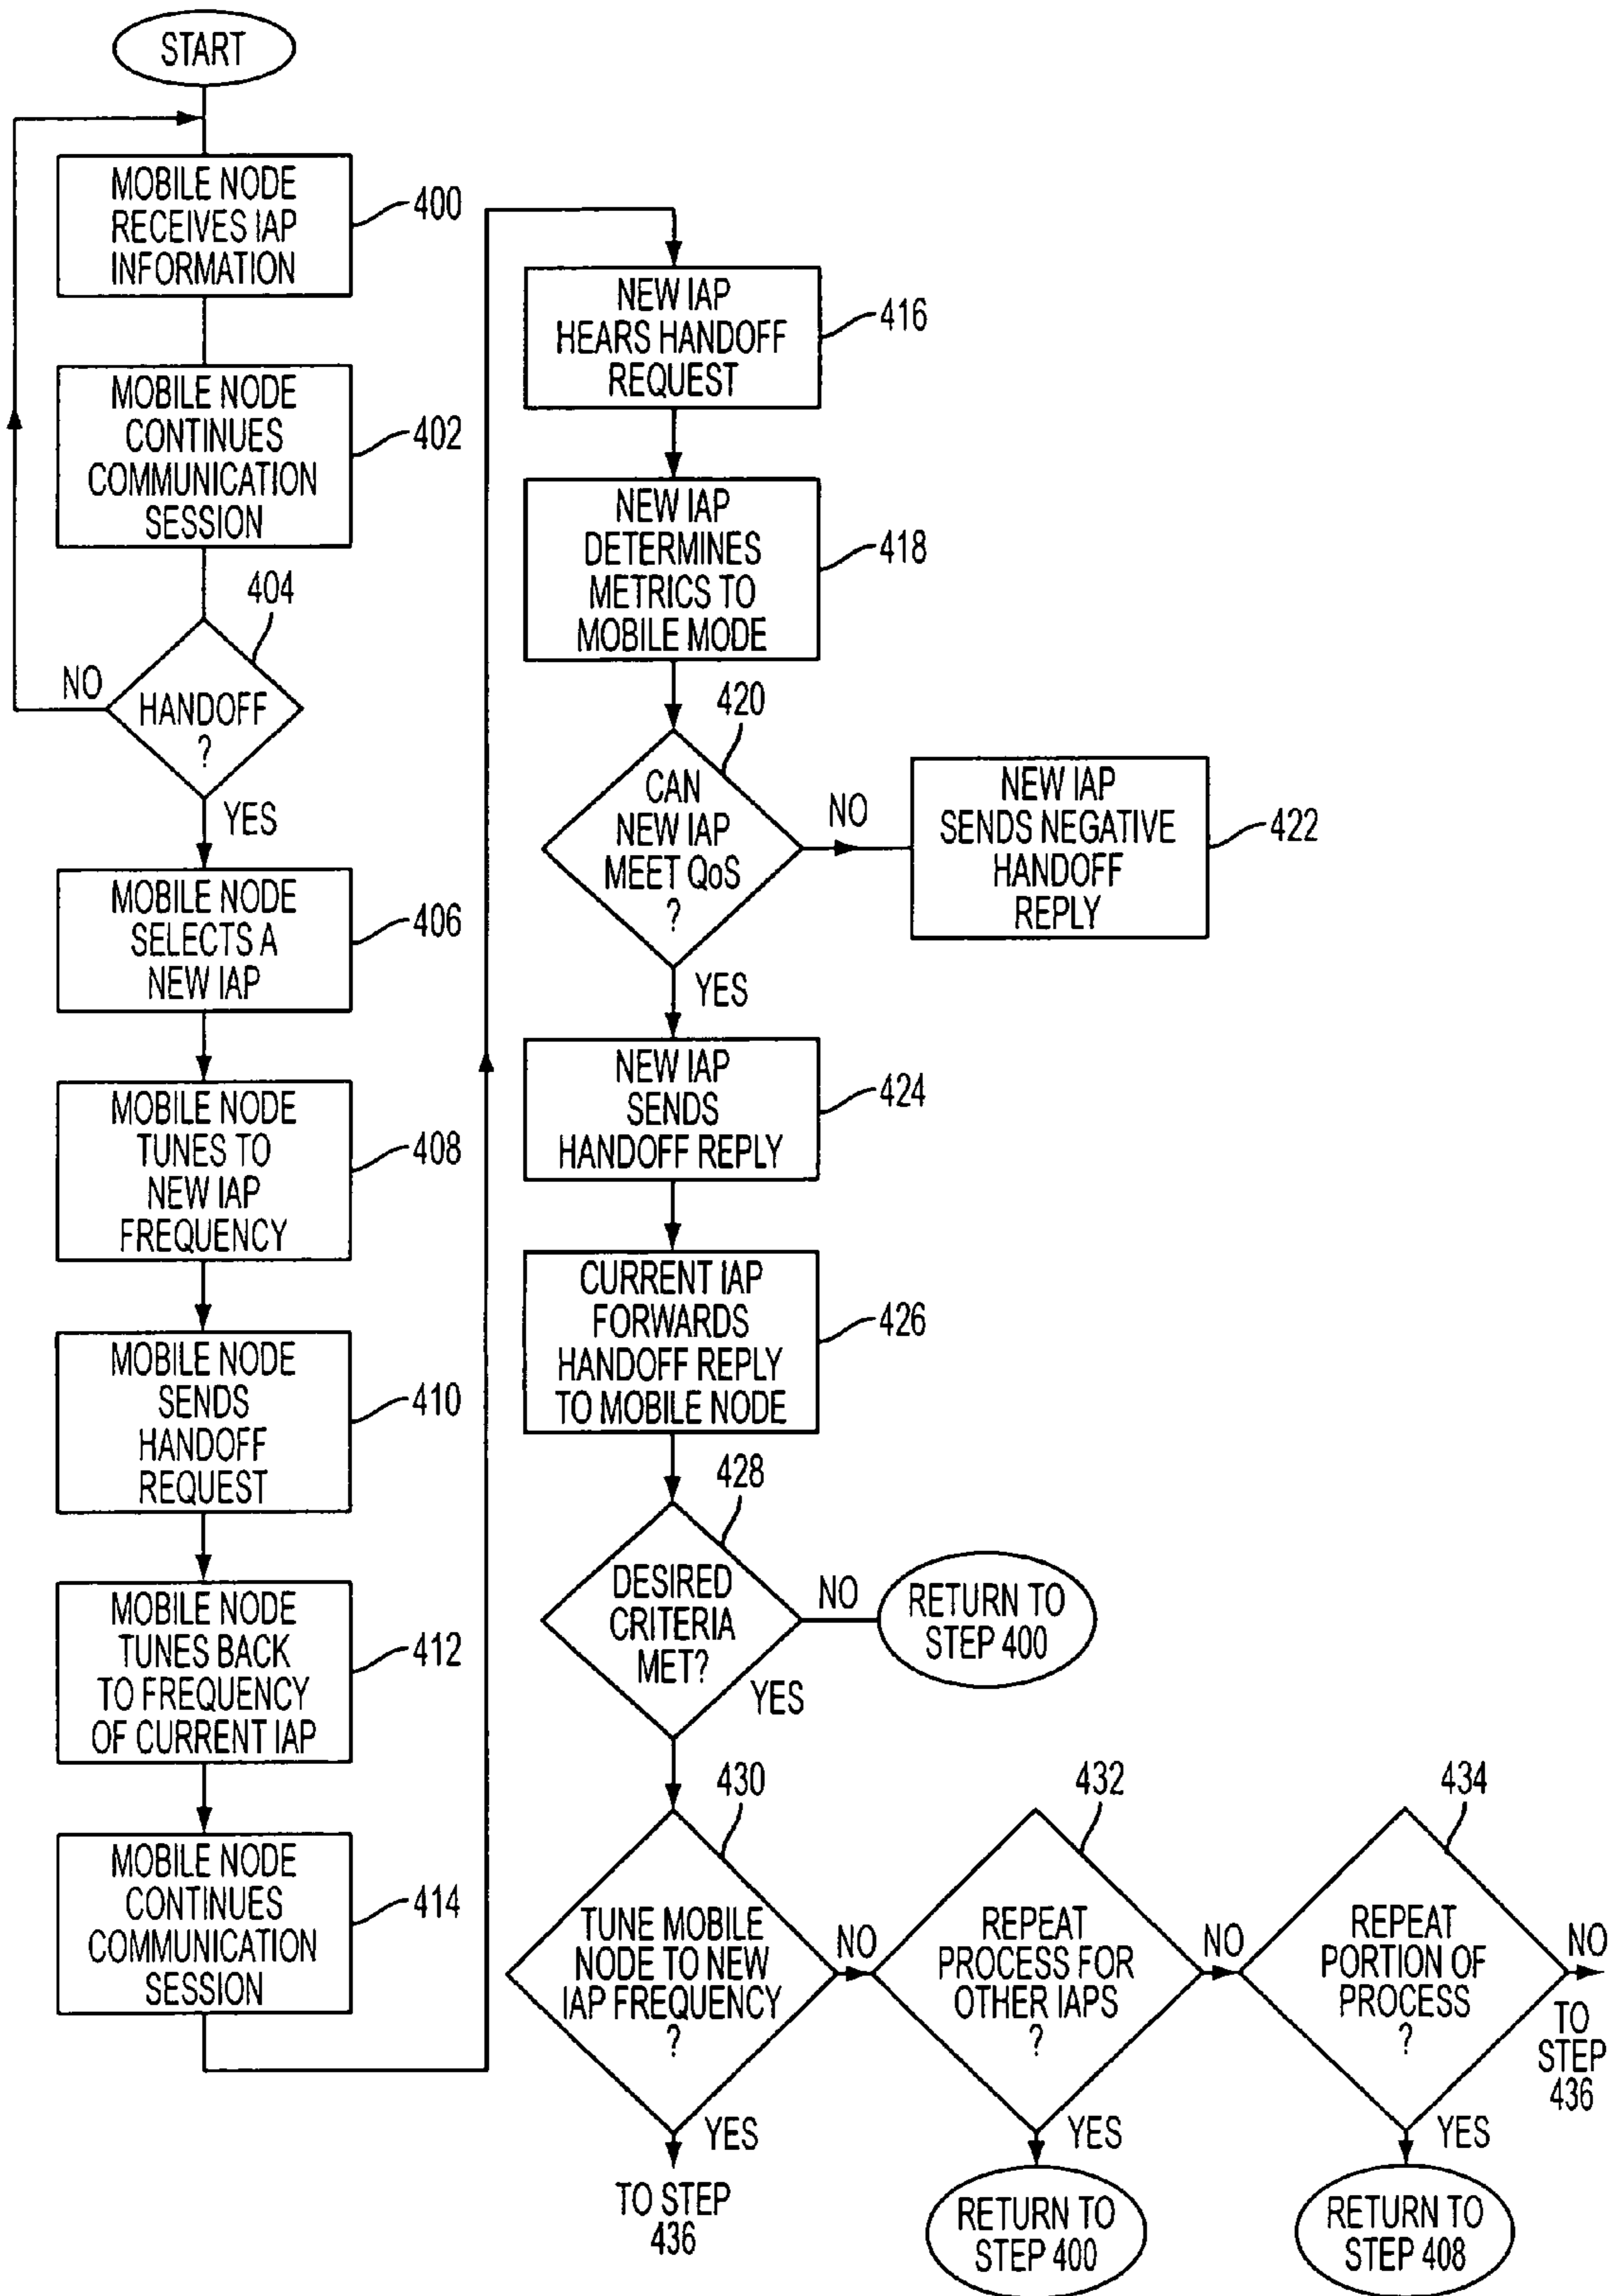 START
MOBILE NODE
RECEIVES IAP
INFORMATION
400
MOBILE NODE
CONTINUES
COMMUNICATION
SESSION
402
404
HANDOFF
?
NO
YES
MOBILE NODE
SELECTS A
NEW IAP
406
MOBILE NODE
TUNES TO
NEW IAP
FREQUENCY
408
MOBILE NODE
SENDS
HANDOFF
REQUEST
410
MOBILE NODE
TUNES BACK
TO FREQUENCY
OF CURRENT IAP
412
MOBILE NODE
CONTINUES
COMMUNICATION
SESSION
414
NEW IAP
HEARS HANDOFF
REQUEST
416
NEW IAP
DETERMINES
METRICS TO
MOBILE MODE
418
420
CAN
NEW IAP
MEET QoS
?
NO
NEW IAP
SENDS NEGATIVE
HANDOFF
REPLY
422
YES
NEW IAP
SENDS
HANDOFF REPLY
424
CURRENT IAP
FORWARDS
HANDOFF REPLY
TO MOBILE NODE
426
428
DESIRED
CRITERIA
MET?
NO
RETURN TO
STEP 400
YES
430
TUNE MOBILE
NODE TO NEW
IAP FREQUENCY
?
YES
TO STEP
436
NO
432
REPEAT
PROCESS FOR
OTHER IAPS
?
YES
RETURN TO
STEP 400
NO
434
REPEAT
PORTION OF
PROCESS
?
YES
RETURN TO
STEP 408
NO
TO
STEP
436